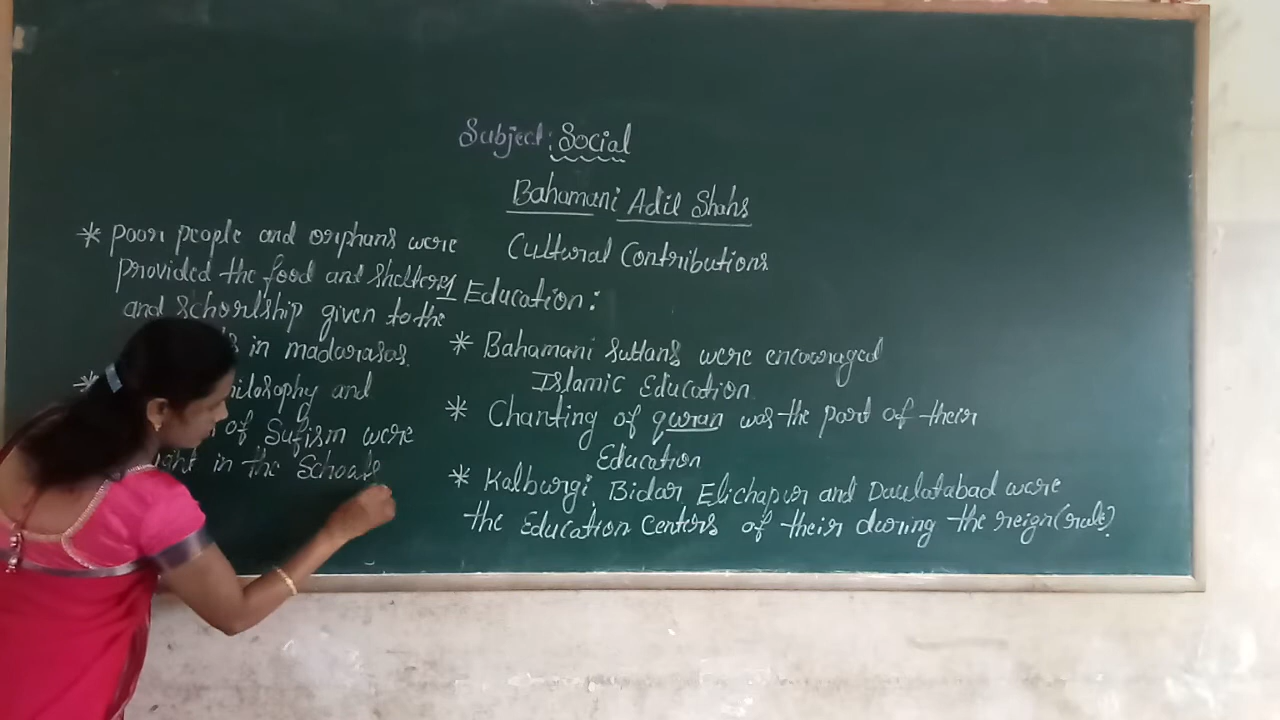 Subject: Social
Bahamani Adil Shahs
Cultural Contributions
I Education:
* Bahamani Sultans were encouraged
Islamic Education
* Chanting of quran was the part of their
Education
* Kalburgi, Bidar, Elichapur and Daulatabad were
the Education Centers of their during the reign(rule).
* poor people and orphans were
provided the food and shelters
and schorlship given to the
in madarasas.
and
of Sufism were
in the Schools